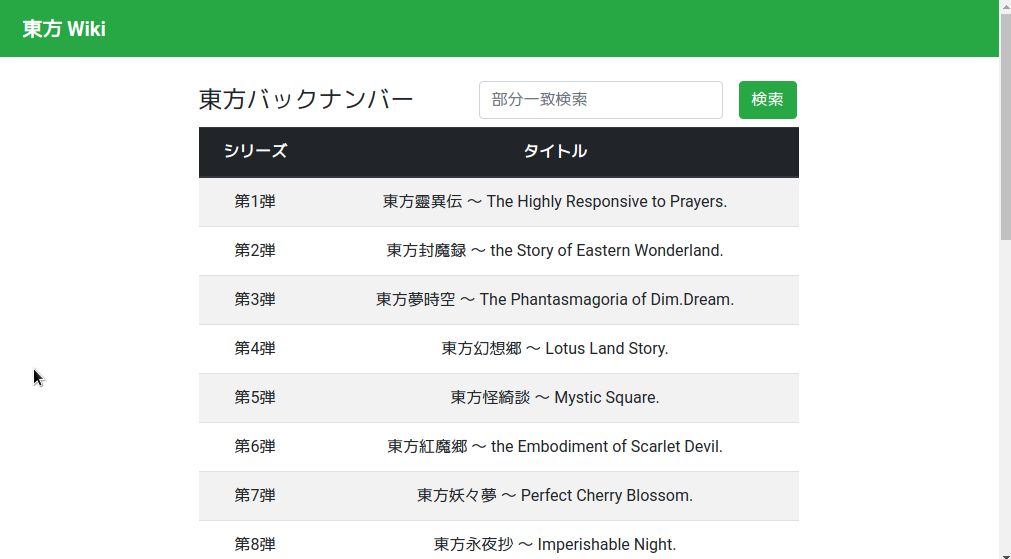 東方 Wiki
東方バックナンバー 部分一致検索 検索
シリーズ タイトル
第1弾 東方靈異伝 ～ The Highly Responsive to Prayers.
第2弾 東方封魔録 ～ the Story of Eastern Wonderland.
第3弾 東方夢時空 ～ The Phantasmagoria of Dim.Dream.
第4弾 東方幻想郷 ～ Lotus Land Story.
第5弾 東方怪綺談 ～ Mystic Square.
第6弾 東方紅魔郷 ～ the Embodiment of Scarlet Devil.
第7弾 東方妖々夢 ～ Perfect Cherry Blossom.
第8弾 東方永夜抄 ～ Imperishable Night.